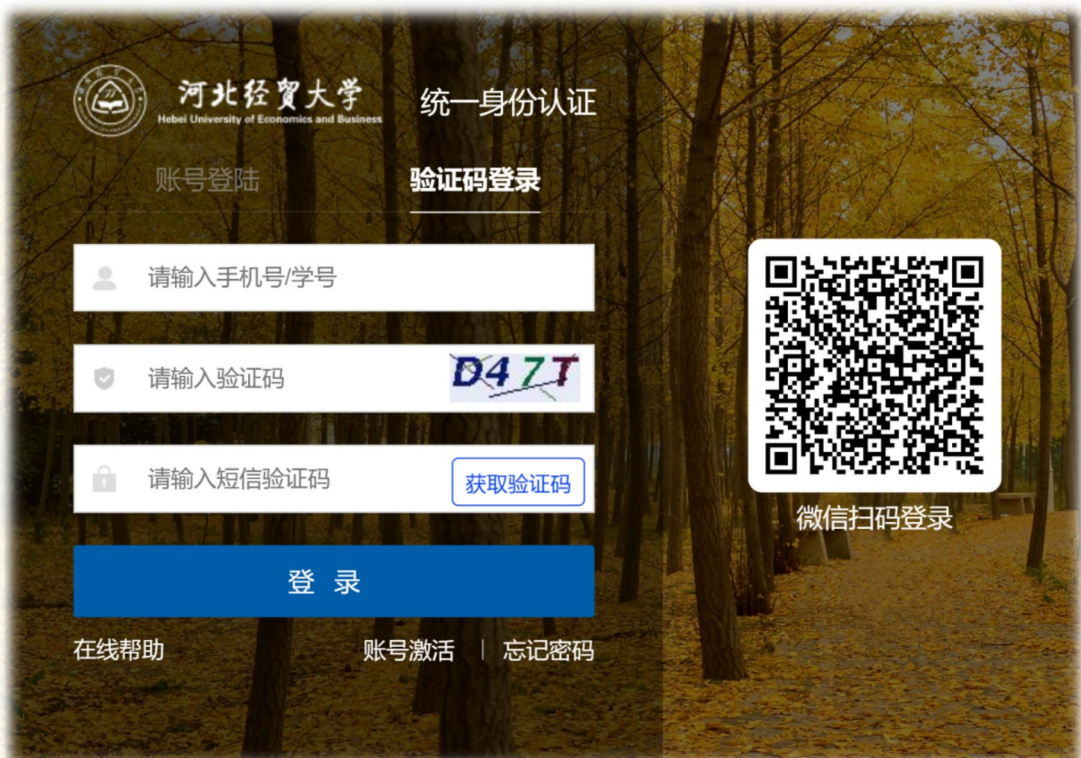 河北经贸大学
Hebei University of Economics and Business
统一身份认证
账号登陆 验证码登录
请输入手机号/学号
请输入验证码 D47T
请输入短信验证码 获取验证码
登 录
在线帮助 账号激活 | 忘记密码
微信扫码登录